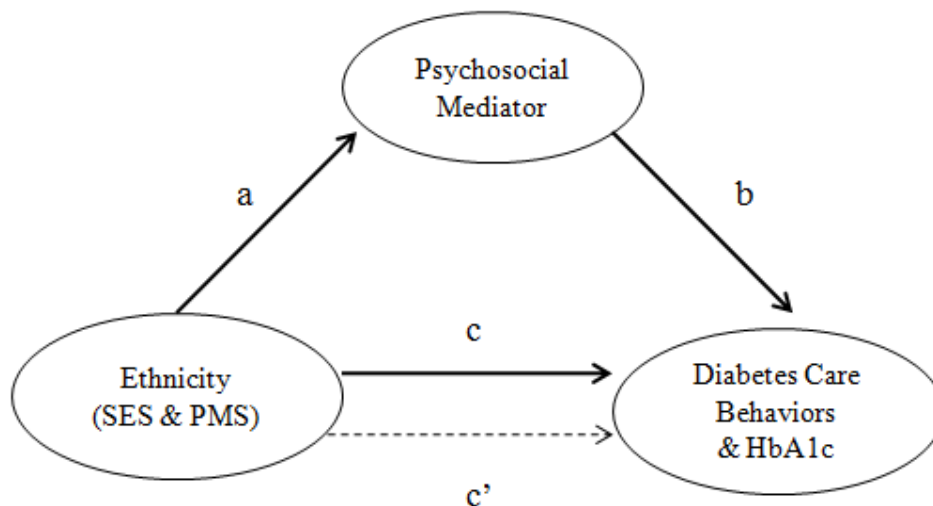 Psychosocial
Mediator
a
b
c
Ethnicity
(SES & PMS)
Diabetes Care
Behaviors
& HbA1c
c’